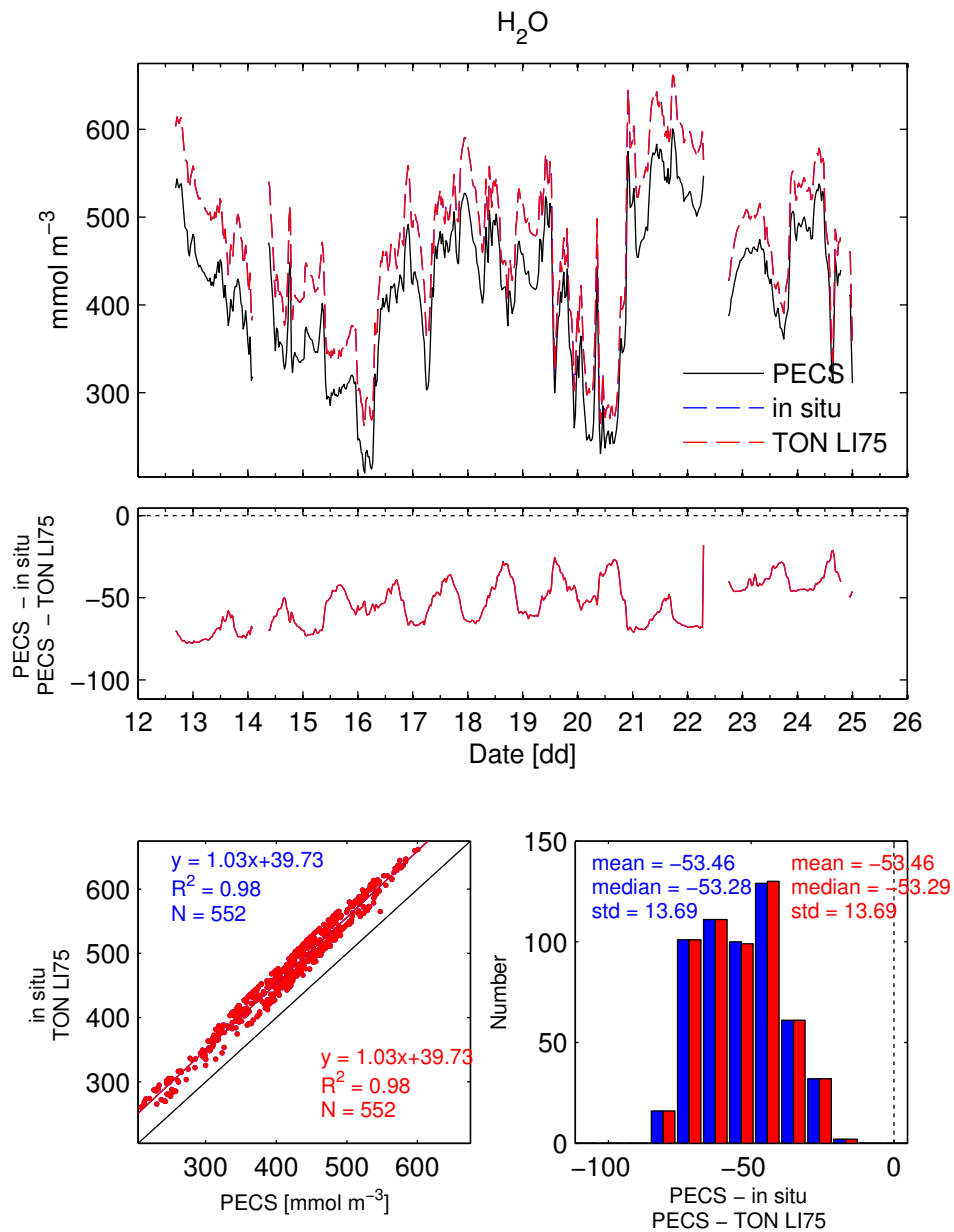 H2O
600
500
400
300
mmol m−3
PECS
in situ
TON LI75
0
−50
−100
PECS − in situ
PECS − TON LI75
12 13 14 15 16 17 18 19 20 21 22 23 24 25 26
Date [dd]
y = 1.03x+39.73
R2 = 0.98
N = 552
600
500
400
300
in situ
TON LI75
y = 1.03x+39.73
R2 = 0.98
N = 552
300 400 500 600
PECS [mmol m−3]
150
100
50
0
Number
mean = −53.46
median = −53.28
std = 13.69
mean = −53.46
median = −53.29
std = 13.69
−100 −50 0
PECS − in situ
PECS − TON LI75